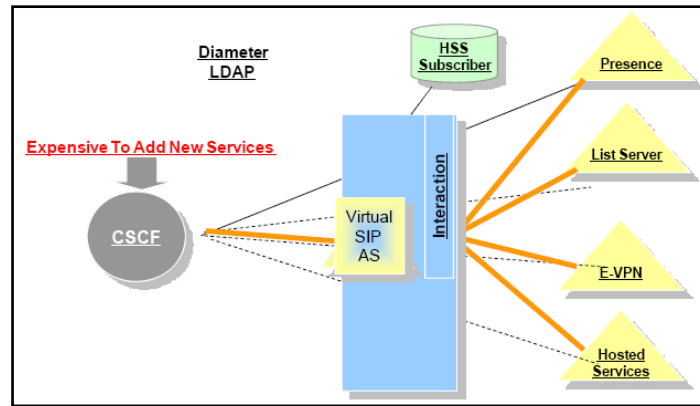 Diameter
LDAP
HSS
Subscriber
Presence
Expensive To Add New Services
List Server
Interaction
CSCF
Virtual
SIP
AS
E-VPN
Hosted
Services